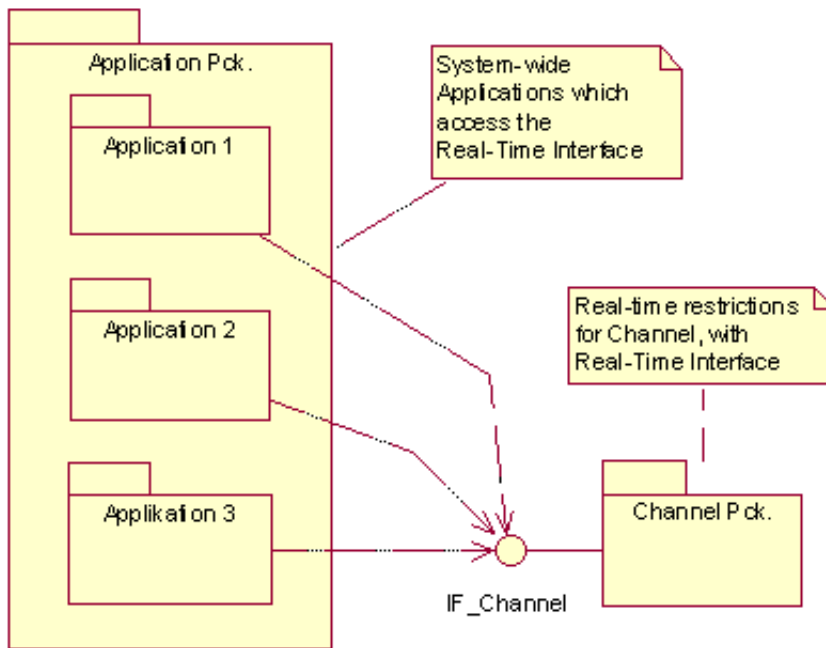 Application Pck.
Application 1
Application 2
Applikation 3
System-wide
Applications which
access the
Real-Time Interface
Real-time restrictions
for Channel, with
Real-Time Interface
Channel Pck.
IF_Channel